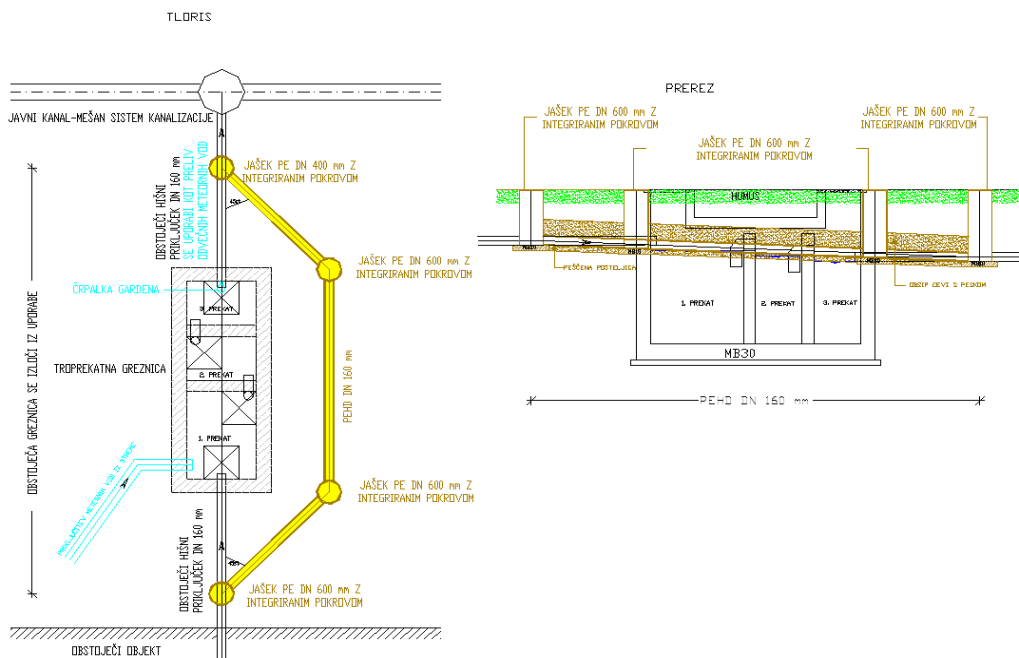 TLORIS
JAVNI KANAL-MEŠAN SISTEM KANALIZACIJE
A
OBSTOJEČI HIŠNI
PRIKLJUČEK DN 160 mm
SE UPORABI KOT PRELIV
ODVEČNIH METEORNIH VOD
JAŠEK PE DN 400 mm Z
INTEGRIRANIM POKROVOM
45st
JAŠEK PE DN 600 mm Z
INTEGRIRANIM POKROVOM
ČRPALKA GARDENA
3. PREKAT
TROPREKATNA GREZNICA
2. PREKAT
1. PREKAT
OBSTOJEČA GREZNICA SE IZLOČI IZ UPORABE
PEHD DN 160 mm
JAŠEK PE DN 600 mm Z
INTEGRIRANIM POKROVOM
A
OBSTOJEČI HIŠNI
PRIKLJUČEK DN 160 mm
JAŠEK PE DN 600 mm Z
INTEGRIRANIM POKROVOM
OBSTOJEČI OBJEKT
PREREZ
JAŠEK PE DN 600 mm Z
INTEGRIRANIM POKROVOM
JAŠEK PE DN 600 mm Z
INTEGRIRANIM POKROVOM
JAŠEK PE DN 600 mm Z
INTEGRIRANIM POKROVOM
HUMUS
PEŠČENA POSTELJICA
OBSIP CEVI S PESKOM
1. PREKAT
2. PREKAT
3. PREKAT
MB30
PEHD DN 160 mm